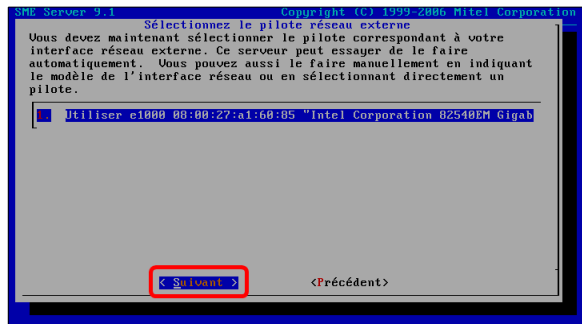 SME Server 9.1 Copyright (C) 1999-2006 Mitel Corporation
Sélectionnez le pilote réseau externe
Vous devez maintenant sélectionner le pilote correspondant à votre
interface réseau externe. Ce serveur peut essayer de le faire
automatiquement. Vous pouvez aussi le faire manuellement en indiquant
le modèle de l'interface réseau ou en sélectionnant directement un
pilote.
1. Utiliser e1000 08:00:27:a1:60:85 "Intel Corporation 82540EM Gigab
< Suivant > <Précédent>